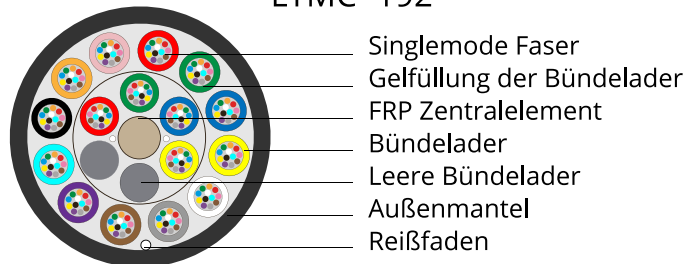 Singlemode Faser
Gelfüllung der Bündelader
FRP Zentralelement
Bündelader
Leere Bündelader
Außenmantel
Reißfaden